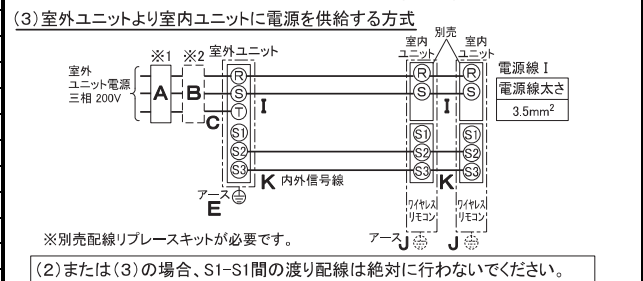 (3)室外ユニットより室内ユニットに電源を供給する方式
※1 ※2 室外ユニット
別売
室内
ユニット
室内
ユニット
室外
ユニット電源
三相 200V
A
B
C
R
S
T
S1
S2
S3
I
R
S
S1
S2
S3
I
R
S
S1
S2
S3
電源線 I
電源線太さ
3.5mm²
K 内外信号線
K
アース
E
ワイヤレス
リモコン
ワイヤレス
リモコン
アース J
J
※別売配線リプレースキットが必要です。
(2)または(3)の場合、S1-S1間の渡り配線は絶対に行わないでください。